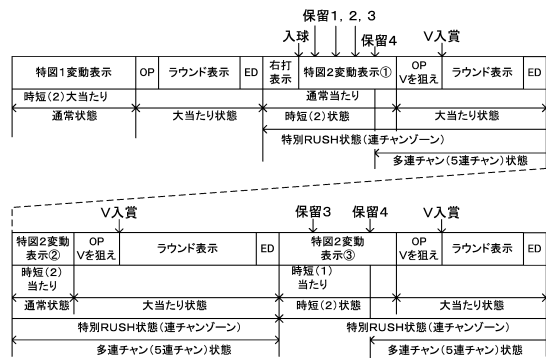 保留1，2，3
入球
保留4
V入賞
特図1変動表示
OP
ラウンド表示
ED
右打
表示
特図2変動表示①
OP
Vを狙え
ラウンド表示
ED
時短(2)大当たり
通常当たり
通常状態
大当たり状態
時短(2)状態
大当たり状態
特別RUSH状態(連チャンゾーン)
多連チャン(5連チャン)状態
V入賞
保留3
保留4
V入賞
特図2変動
表示②
OP
Vを狙え
ラウンド表示
ED
特図2変動
表示③
OP
Vを狙え
ラウンド表示
ED
時短(2)
当たり
時短(1)
当たり
通常状態
大当たり状態
時短(2)状態
大当たり状態
特別RUSH状態(連チャンゾーン)
特別RUSH状態(連チャンゾーン)
多連チャン(5連チャン)状態
多連チャン(5連チャン)状態